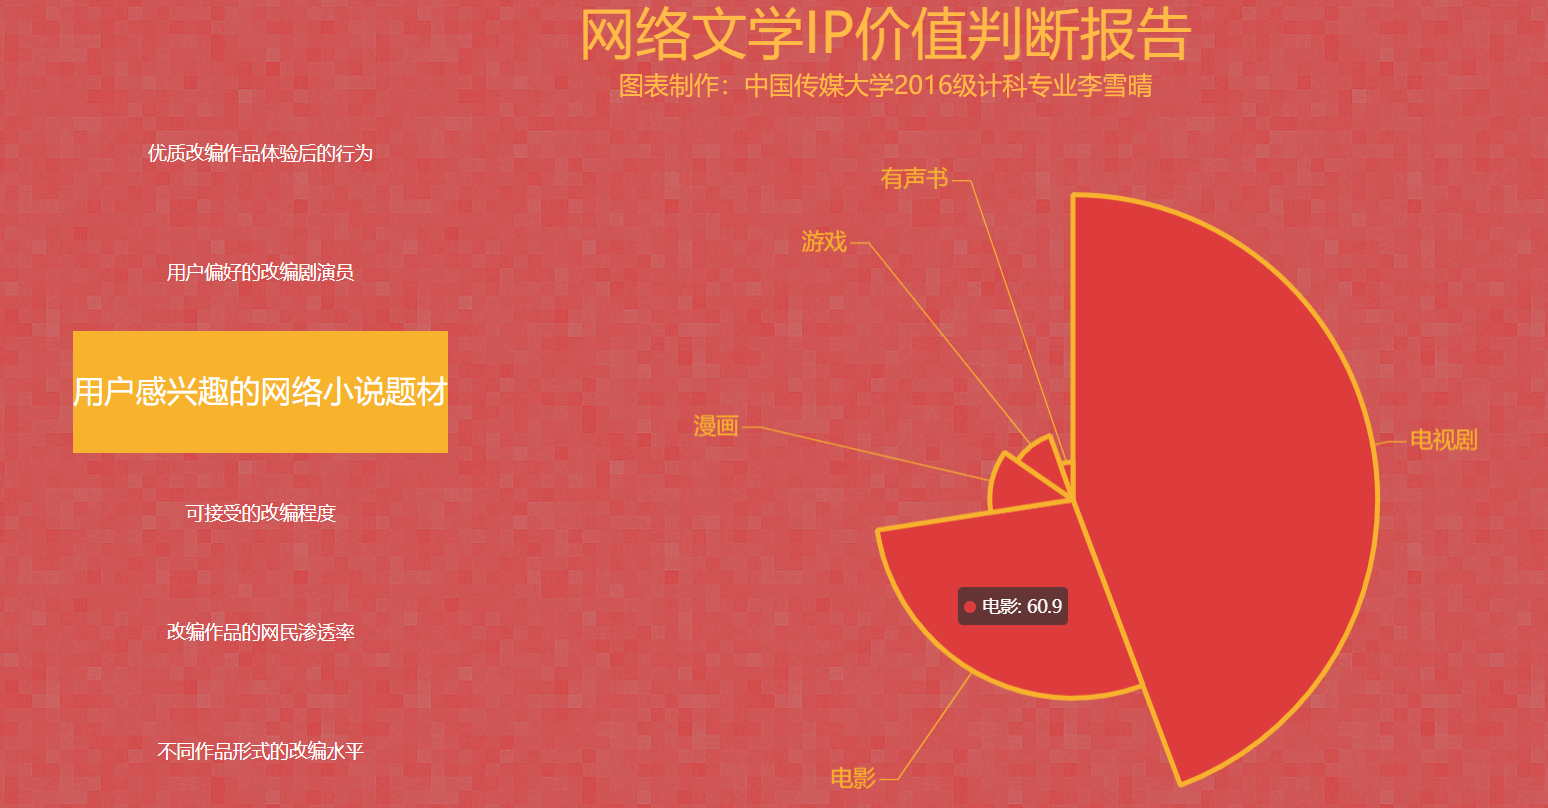 网络文学IP价值判断报告
图表制作：中国传媒大学2016级计科专业李雪晴
优质改编作品体验后的行为
用户偏好的改编剧演员
用户感兴趣的网络小说题材
可接受的改编程度
改编作品的网民渗透率
不同作品形式的改编水平
有声书
游戏
漫画
电视剧
电影: 60.9
电影